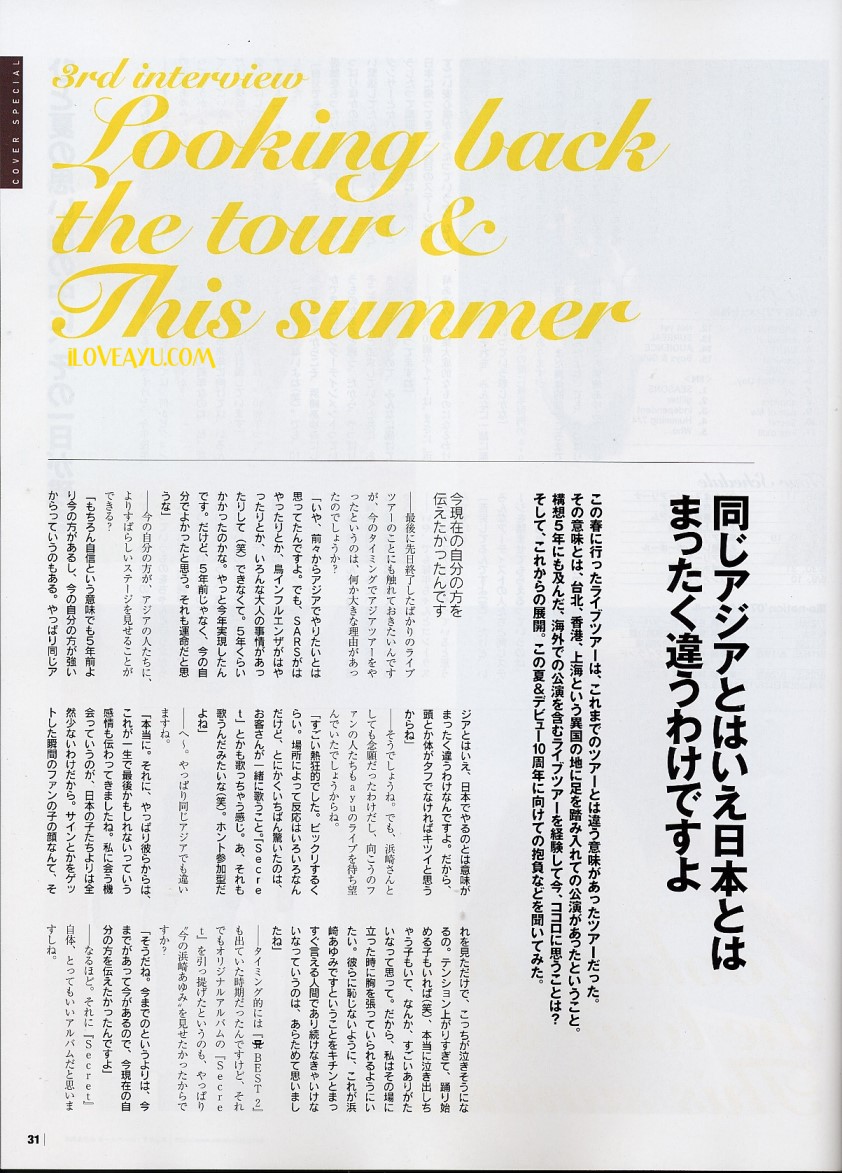 COVER SPECIAL
3rd interview
Looking back
the tour &
This summer
iLOVEAYU.COM
同じアジアとはいえ日本とは
まったく違うわけですよ
この春に行ったライブツアーは、これまでのツアーとは違う意味があったツアーだった。
その意味とは、台北、香港、上海という異国の地に足を踏み入れての公演があったということ。
構想5年にも及んだ、海外での公演を含むライブツアーを経験して今、ココロに思うことは?
そして、これからの展開。この夏&デビュー10周年に向けての抱負などを聞いてみた。
今現在の自分の方を
伝えたかったんです
――最後に先日終了したばかりのライブ
ツアーのことにも触れておきたいんです
が、今のタイミングでアジアツアーをや
ったというのは、何か大きな理由があっ
たのでしょうか?
「いや、前々からアジアでやりたいとは
思ってたんですよ。でも、SARSがは
やったりとか、鳥インフルエンザがはや
ったりとか、いろんな大人の事情があっ
たりして(笑)できなくて。5年くらい
かかったのかな。やっと今年実現したん
です。だけど、5年前じゃなく、今の自
分でよかったと思う。それも運命だと思
うな」
――今の自分の方が、アジアの人たちに、
よりすばらしいステージを見せることが
できる?
「もちろん自信という意味でも5年前よ
り今の方があるし、今の自分の方が強い
からっていうのもある。やっぱり同じア
ジアとはいえ、日本でやるのとは意味が
まったく違うわけなんですよ。だから、
頭とか体がタフでなければキツイと思う
からね」
――そうでしょうね。でも、浜崎さんと
しても念願だったわけだし、向こうのフ
ァンの人たちもayuのライブを待ち望
んでいたでしょうからね。
「すごい熱狂的でした。ビックリするく
らい。場所によって反応はいろいろなん
だけど、とにかくいちばん驚いたのは、
お客さんが一緒に歌うこと。『Secre
t』とかも歌っちゃう感じ。あ、それも
歌うんだみたいな(笑)。ホント参加型だ
よね」
――へ〜。やっぱり同じアジアでも違い
ますね。
「本当に。それに、やっぱり彼らからは、
これが一生で最後かもしれないっていう
感情も伝わってきましたね。私に会う機
会っていうのが、日本の子たちよりは全
然少ないわけだから。サインとかをゲッ
トした瞬間のファンの子の顔なんて、そ
れを見ただけで、こっちが泣きそうにな
るの。テンション上がりすぎて、踊り始
める子もいれば(笑)、本当に泣き出しち
ゃう子もいて、なんか、すごいありがた
いなって思って。だから、私はその場に
立った時に胸を張っていられるようにい
たい。彼らに恥じないように、これが浜
崎あゆみですということをキチンとまっ
すぐ言える人間であり続けなきゃいけな
いなっていうのは、あらためて思いまし
たね」
――タイミング的には『A BEST 2』
も出ていた時期だったんですけど、それ
でもオリジナルアルバムの『Secre
t』を引っ提げたというのも、やっぱり
“今の浜崎あゆみ”を見せたかったからで
すか?
「そうだね。今までのというよりは、今
までがあって今があるので、今現在の自
分の方を伝えたかったんですよ」
――なるほど。それに『Secret』
自体、とってもいいアルバムだと思いま
すしね。
31